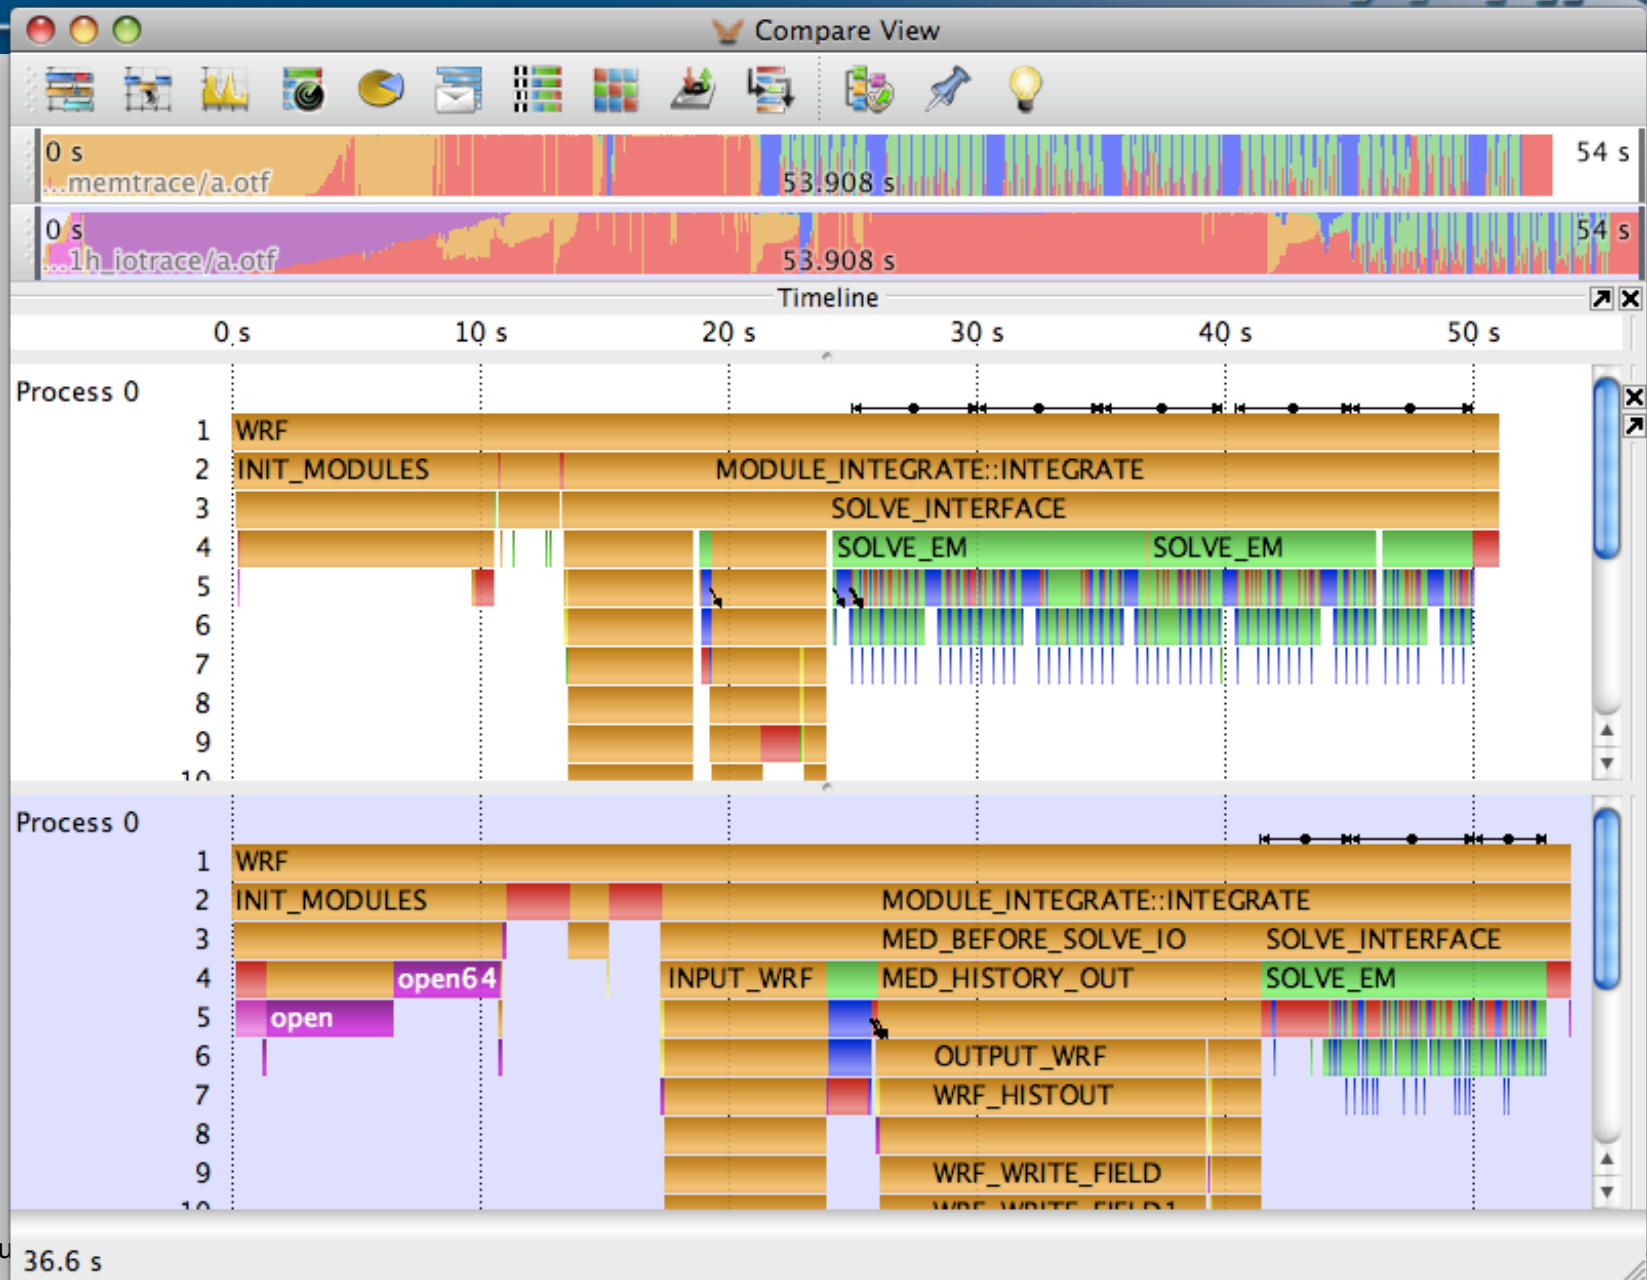 Compare View
0 s
54 s
...memtrace/a.otf
53.908 s
0 s
54 s
...1h_iotrace/a.otf
53.908 s
Timeline
0 s 10 s 20 s 30 s 40 s 50 s
Process 0
1 WRF
2 INIT_MODULES MODULE_INTEGRATE::INTEGRATE
3 SOLVE_INTERFACE
4 SOLVE_EM SOLVE_EM
5
6
7
8
9
10
Process 0
1 WRF
2 INIT_MODULES MODULE_INTEGRATE::INTEGRATE
3 MED_BEFORE_SOLVE_IO SOLVE_INTERFACE
4 open64 INPUT_WRF MED_HISTORY_OUT SOLVE_EM
5 open
6 OUTPUT_WRF
7 WRF_HISTOUT
8
9 WRF_WRITE_FIELD
10 WRF_WRITE_FIELD1
36.6 s